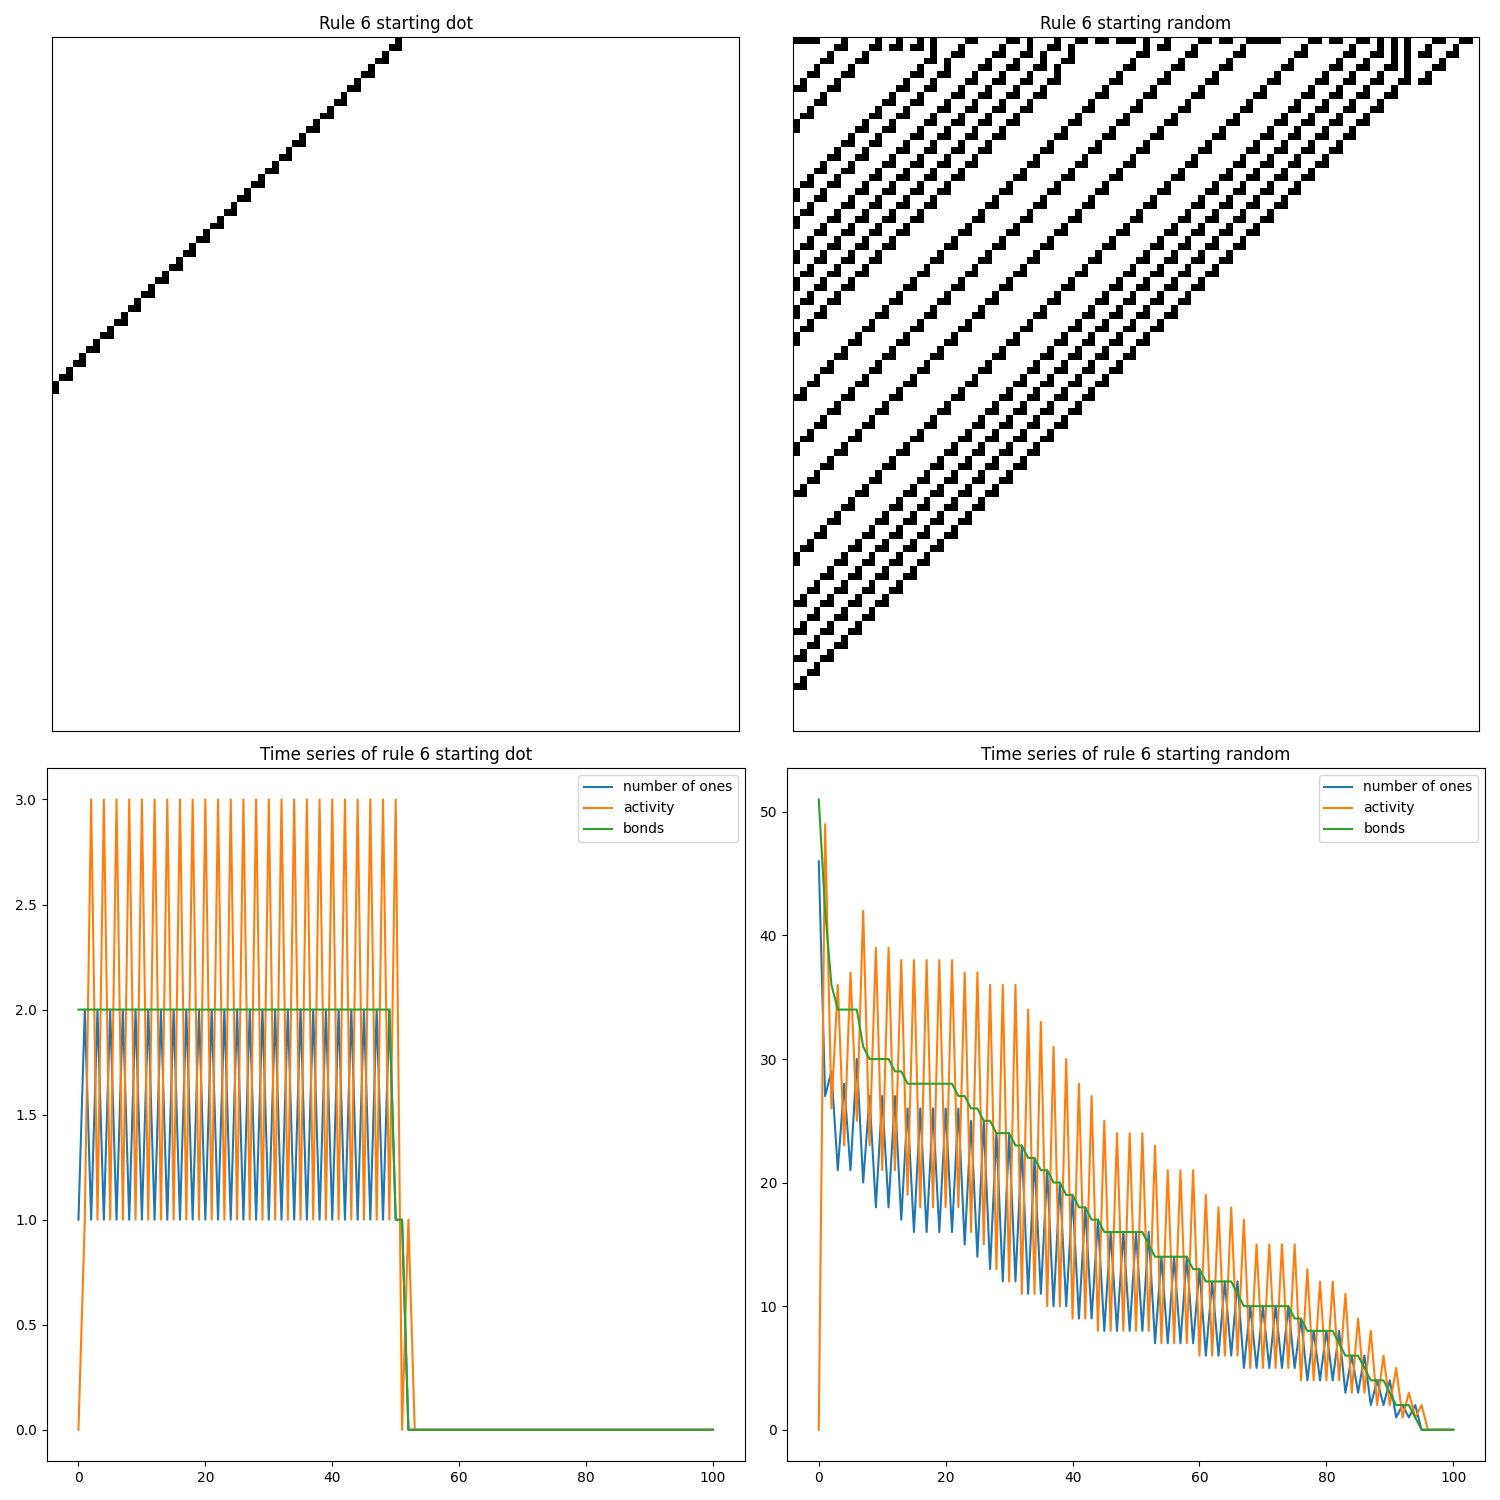 Rule 6 starting dot
Rule 6 starting random
Time series of rule 6 starting dot
number of ones
activity
bonds
3.0
2.5
2.0
1.5
1.0
0.5
0.0
0 20 40 60 80 100
Time series of rule 6 starting random
number of ones
activity
bonds
50
40
30
20
10
0
0 20 40 60 80 100